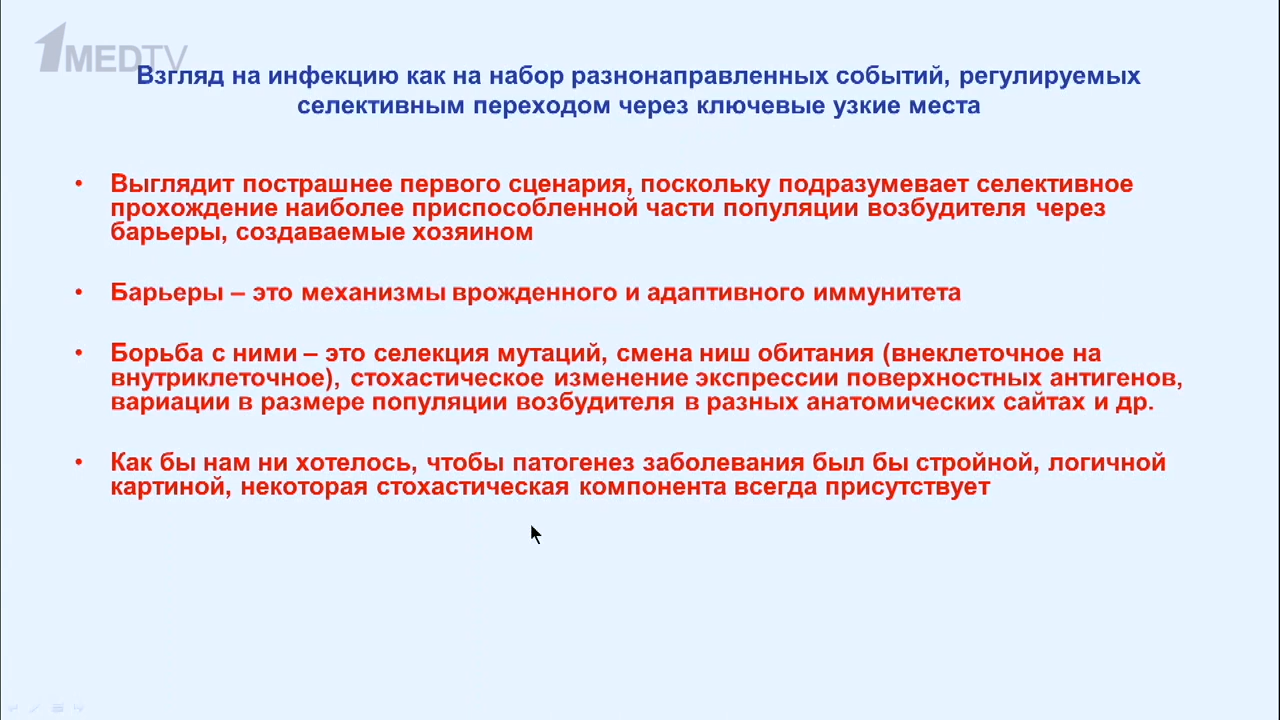 1MEDTV
Взгляд на инфекцию как на набор разнонаправленных событий, регулируемых
селективным переходом через ключевые узкие места
• Выглядит пострашнее первого сценария, поскольку подразумевает селективное
прохождение наиболее приспособленной части популяции возбудителя через
барьеры, создаваемые хозяином
• Барьеры – это механизмы врожденного и адаптивного иммунитета
• Борьба с ними – это селекция мутаций, смена ниш обитания (внеклеточное на
внутриклеточное), стохастическое изменение экспрессии поверхностных антигенов,
вариации в размере популяции возбудителя в разных анатомических сайтах и др.
• Как бы нам ни хотелось, чтобы патогенез заболевания был бы стройной, логичной
картиной, некоторая стохастическая компонента всегда присутствует